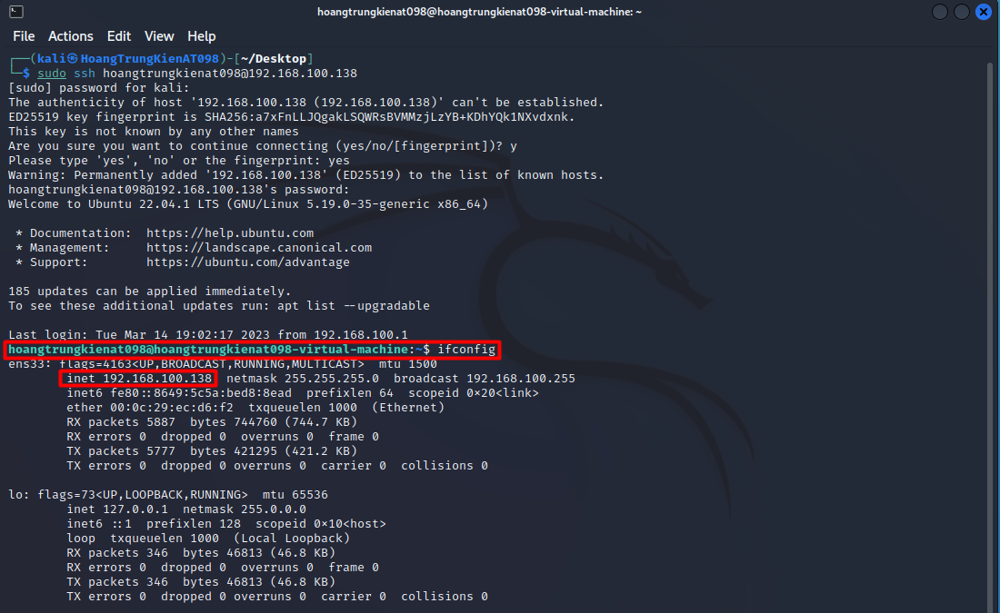 hoangtrungkienat098@hoangtrungkienat098-virtual-machine: ~
File Actions Edit View Help
┌──(kali㉿HoangTrungKienAT098)-[~/Desktop]
└─$ sudo ssh hoangtrungkienat098@192.168.100.138
[sudo] password for kali:
The authenticity of host '192.168.100.138 (192.168.100.138)' can't be established.
ED25519 key fingerprint is SHA256:a7xFnLLJQgakLSQWRsBVMMzjLzYB+KDhYQk1NXvdxnk.
This key is not known by any other names
Are you sure you want to continue connecting (yes/no/[fingerprint])? y
Please type 'yes', 'no' or the fingerprint: yes
Warning: Permanently added '192.168.100.138' (ED25519) to the list of known hosts.
hoangtrungkienat098@192.168.100.138's password:
Welcome to Ubuntu 22.04.1 LTS (GNU/Linux 5.19.0-35-generic x86_64)
* Documentation:  https://help.ubuntu.com
* Management:     https://landscape.canonical.com
* Support:        https://ubuntu.com/advantage
185 updates can be applied immediately.
To see these additional updates run: apt list --upgradable
Last login: Tue Mar 14 19:02:17 2023 from 192.168.100.1
hoangtrungkienat098@hoangtrungkienat098-virtual-machine:~$ ifconfig
ens33: flags=4163<UP,BROADCAST,RUNNING,MULTICAST>  mtu 1500
inet 192.168.100.138  netmask 255.255.255.0  broadcast 192.168.100.255
inet6 fe80::8649:5c5a:bed8:8ead  prefixlen 64  scopeid 0x20<link>
ether 00:0c:29:ec:d6:f2  txqueuelen 1000  (Ethernet)
RX packets 5887  bytes 744760 (744.7 KB)
RX errors 0  dropped 0  overruns 0  frame 0
TX packets 5777  bytes 421295 (421.2 KB)
TX errors 0  dropped 0 overruns 0  carrier 0  collisions 0
lo: flags=73<UP,LOOPBACK,RUNNING>  mtu 65536
inet 127.0.0.1  netmask 255.0.0.0
inet6 ::1  prefixlen 128  scopeid 0x10<host>
loop  txqueuelen 1000  (Local Loopback)
RX packets 346  bytes 46813 (46.8 KB)
RX errors 0  dropped 0  overruns 0  frame 0
TX packets 346  bytes 46813 (46.8 KB)
TX errors 0  dropped 0 overruns 0  carrier 0  collisions 0